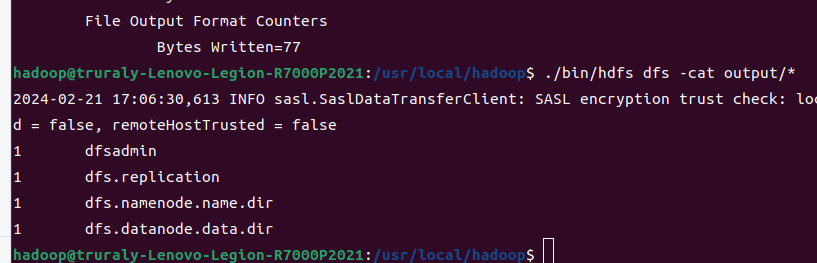 File Output Format Counters
Bytes Written=77
hadoop@truraly-Lenovo-Legion-R7000P2021:/usr/local/hadoop$ ./bin/hdfs dfs -cat output/*
2024-02-21 17:06:30,613 INFO sasl.SaslDataTransferClient: SASL encryption trust check: loc
d = false, remoteHostTrusted = false
1 dfsadmin
1 dfs.replication
1 dfs.namenode.name.dir
1 dfs.datanode.data.dir
hadoop@truraly-Lenovo-Legion-R7000P2021:/usr/local/hadoop$